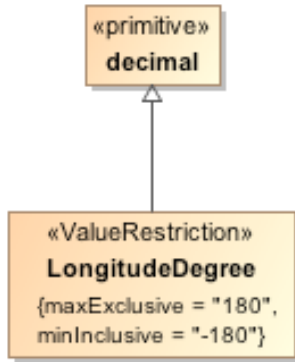 «primitive»
decimal
«ValueRestriction»
LongitudeDegree
{maxExclusive = "180",
minInclusive = "-180"}